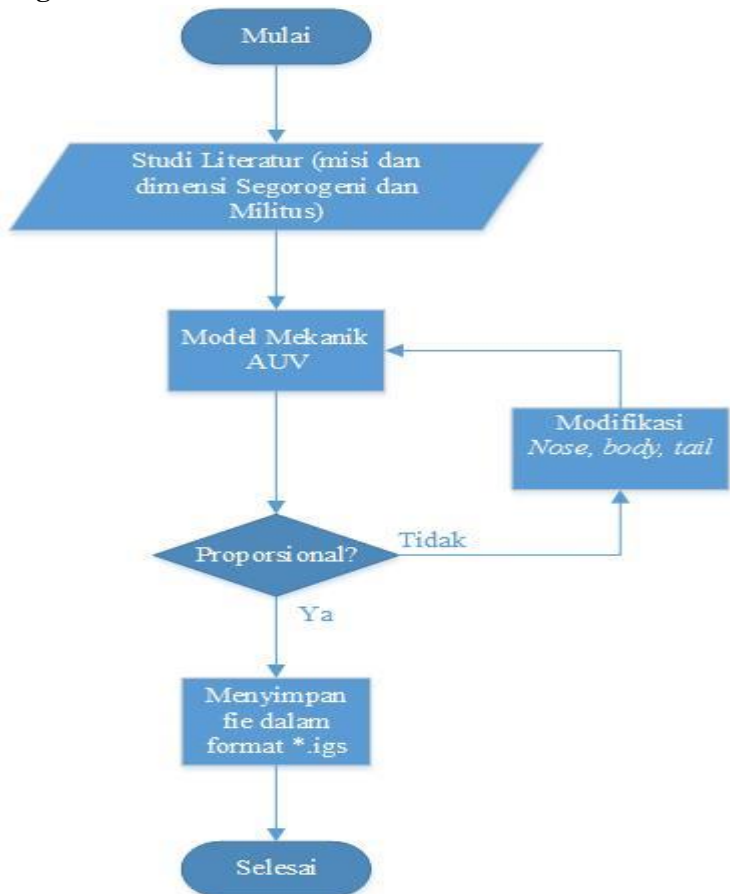 Mulai
Studi Literatur (misi dan
dimensi Segorogeni dan
Militus)
Model Mekanik
AUV
Modifikasi
Nose, body, tail
Proporsional?
Tidak
Ya
Menyimpan
fie dalam
format *.igs
Selesai